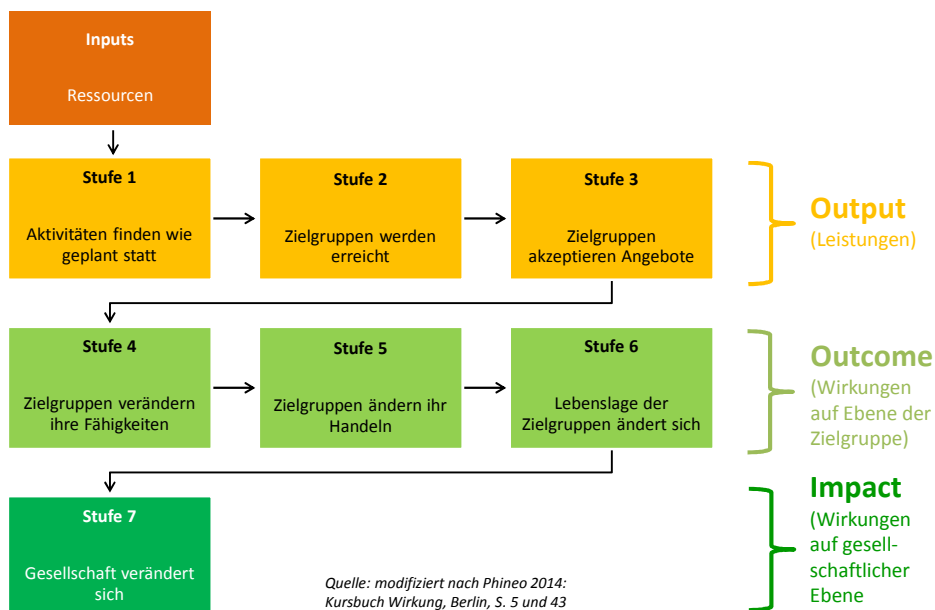 Inputs
Ressourcen
Stufe 1
Aktivitäten finden wie
geplant statt
Stufe 2
Zielgruppen werden
erreicht
Stufe 3
Zielgruppen
akzeptieren Angebote
Output
(Leistungen)
Stufe 4
Zielgruppen verändern
ihre Fähigkeiten
Stufe 5
Zielgruppen ändern ihr
Handeln
Stufe 6
Lebenslage der
Zielgruppen ändert sich
Outcome
(Wirkungen
auf Ebene der
Zielgruppe)
Stufe 7
Gesellschaft verändert
sich
Impact
(Wirkungen
auf gesell-
schaftlicher
Ebene
Quelle: modifiziert nach Phineo 2014:
Kursbuch Wirkung, Berlin, S. 5 und 43